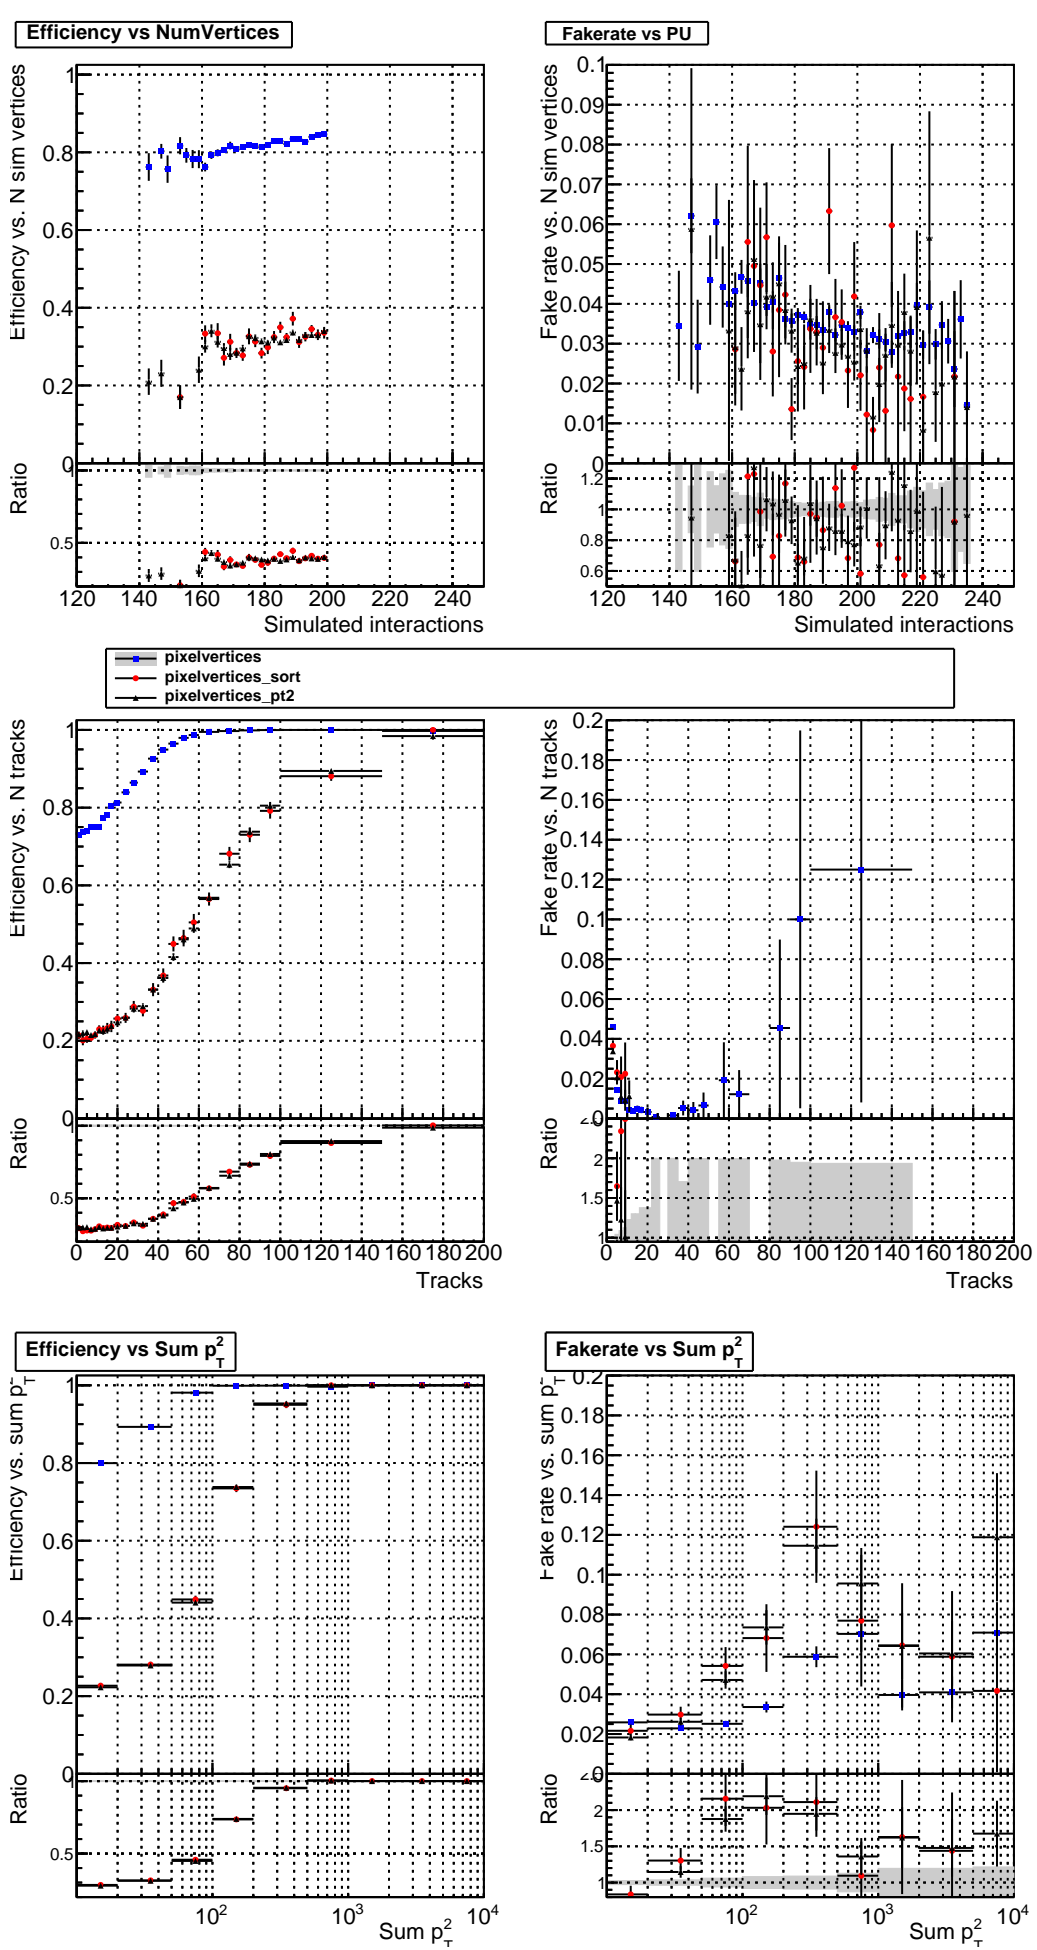 Efficiency vs NumVertices
Fakerate vs PU
Efficiency vs. N sim vertices
1
0.8
0.6
0.4
0.2
0
Ratio
1
0.5
120 140 160 180 200 220 240
Simulated interactions
Fake rate vs. N sim vertices
0.1
0.09
0.08
0.07
0.06
0.05
0.04
0.03
0.02
0.01
0
Ratio
1.2
1
0.8
0.6
120 140 160 180 200 220 240
Simulated interactions
pixelvertices
pixelvertices_sort
pixelvertices_pt2
Efficiency vs. N tracks
1
0.8
0.6
0.4
0.2
0
Ratio
0.5
0 20 40 60 80 100 120 140 160 180 200
Tracks
Fake rate vs. N tracks
0.2
0.18
0.16
0.14
0.12
0.1
0.08
0.06
0.04
0.02
Ratio
2
1.5
1
0 20 40 60 80 100 120 140 160 180 200
Tracks
Efficiency vs Sum p_T^2
Fakerate vs Sum p_T^2
Efficiency vs. sum p_T^2
1
0.8
0.6
0.4
0.2
0
Ratio
1
0.5
10^2 10^3 10^4
Sum p_T^2
Fake rate vs. sum p_T^2
0.2
0.18
0.16
0.14
0.12
0.1
0.08
0.06
0.04
0.02
Ratio
2
1.5
1
10^2 10^3 10^4
Sum p_T^2